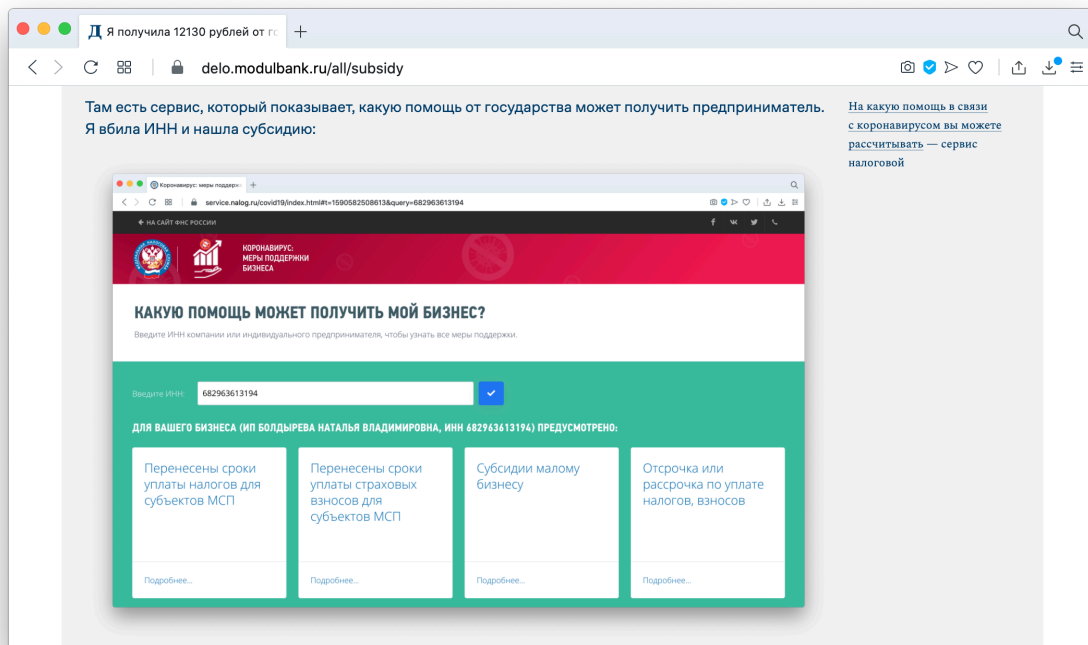 Д Я получила 12130 рублей от го
delo.modulbank.ru/all/subsidy
Там есть сервис, который показывает, какую помощь от государства может получить предприниматель.
Я вбила ИНН и нашла субсидию:
На какую помощь в связи
с коронавирусом вы можете
рассчитывать — сервис
налоговой
Коронавирус: меры поддерж
service.nalog.ru/covid19/index.html#t=1590582508613&query=682963613194
НА САЙТ ФНС РОССИИ
КОРОНАВИРУС:
МЕРЫ ПОДДЕРЖКИ
БИЗНЕСА
КАКУЮ ПОМОЩЬ МОЖЕТ ПОЛУЧИТЬ МОЙ БИЗНЕС?
Введите ИНН компании или индивидуального предпринимателя, чтобы узнать все меры поддержки.
Введите ИНН: 682963613194
ДЛЯ ВАШЕГО БИЗНЕСА (ИП БОЛДЫРЕВА НАТАЛЬЯ ВЛАДИМИРОВНА, ИНН 682963613194) ПРЕДУСМОТРЕНО:
Перенесены сроки
уплаты налогов для
субъектов МСП
Подробнее...
Перенесены сроки
уплаты страховых
взносов для
субъектов МСП
Подробнее...
Субсидии малому
бизнесу
Подробнее...
Отсрочка или
рассрочка по уплате
налогов, взносов
Подробнее...